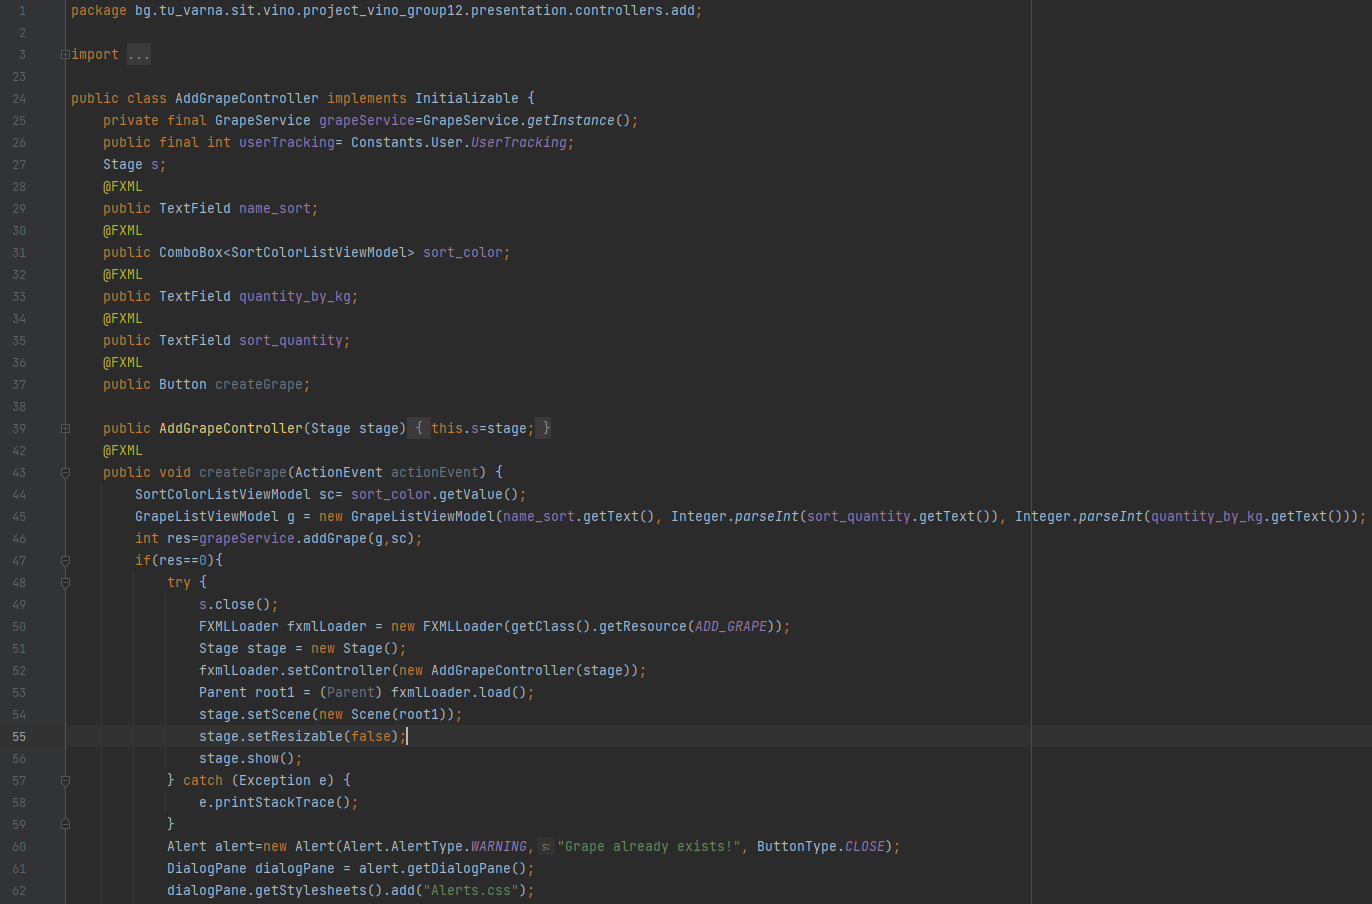 1 package bg.tu_varna.sit.vino.project_vino_group12.presentation.controllers.add;
2
3 import ...
23
24 public class AddGrapeController implements Initializable {
25     private final GrapeService grapeService=GrapeService.getInstance();
26     public final int userTracking= Constants.User.UserTracking;
27     Stage s;
28     @FXML
29     public TextField name_sort;
30     @FXML
31     public ComboBox<SortColorListViewModel> sort_color;
32     @FXML
33     public TextField quantity_by_kg;
34     @FXML
35     public TextField sort_quantity;
36     @FXML
37     public Button createGrape;
38
39     public AddGrapeController(Stage stage) { this.s=stage; }
42     @FXML
43     public void createGrape(ActionEvent actionEvent) {
44         SortColorListViewModel sc= sort_color.getValue();
45         GrapeListViewModel g = new GrapeListViewModel(name_sort.getText(), Integer.parseInt(sort_quantity.getText()), Integer.parseInt(quantity_by_kg.getText()));
46         int res=grapeService.addGrape(g,sc);
47         if(res==0){
48             try {
49                 s.close();
50                 FXMLLoader fxmlLoader = new FXMLLoader(getClass().getResource(ADD_GRAPE));
51                 Stage stage = new Stage();
52                 fxmlLoader.setController(new AddGrapeController(stage));
53                 Parent root1 = (Parent) fxmlLoader.load();
54                 stage.setScene(new Scene(root1));
55                 stage.setResizable(false);
56                 stage.show();
57             } catch (Exception e) {
58                 e.printStackTrace();
59             }
60             Alert alert=new Alert(Alert.AlertType.WARNING, s: "Grape already exists!", ButtonType.CLOSE);
61             DialogPane dialogPane = alert.getDialogPane();
62             dialogPane.getStylesheets().add("Alerts.css");